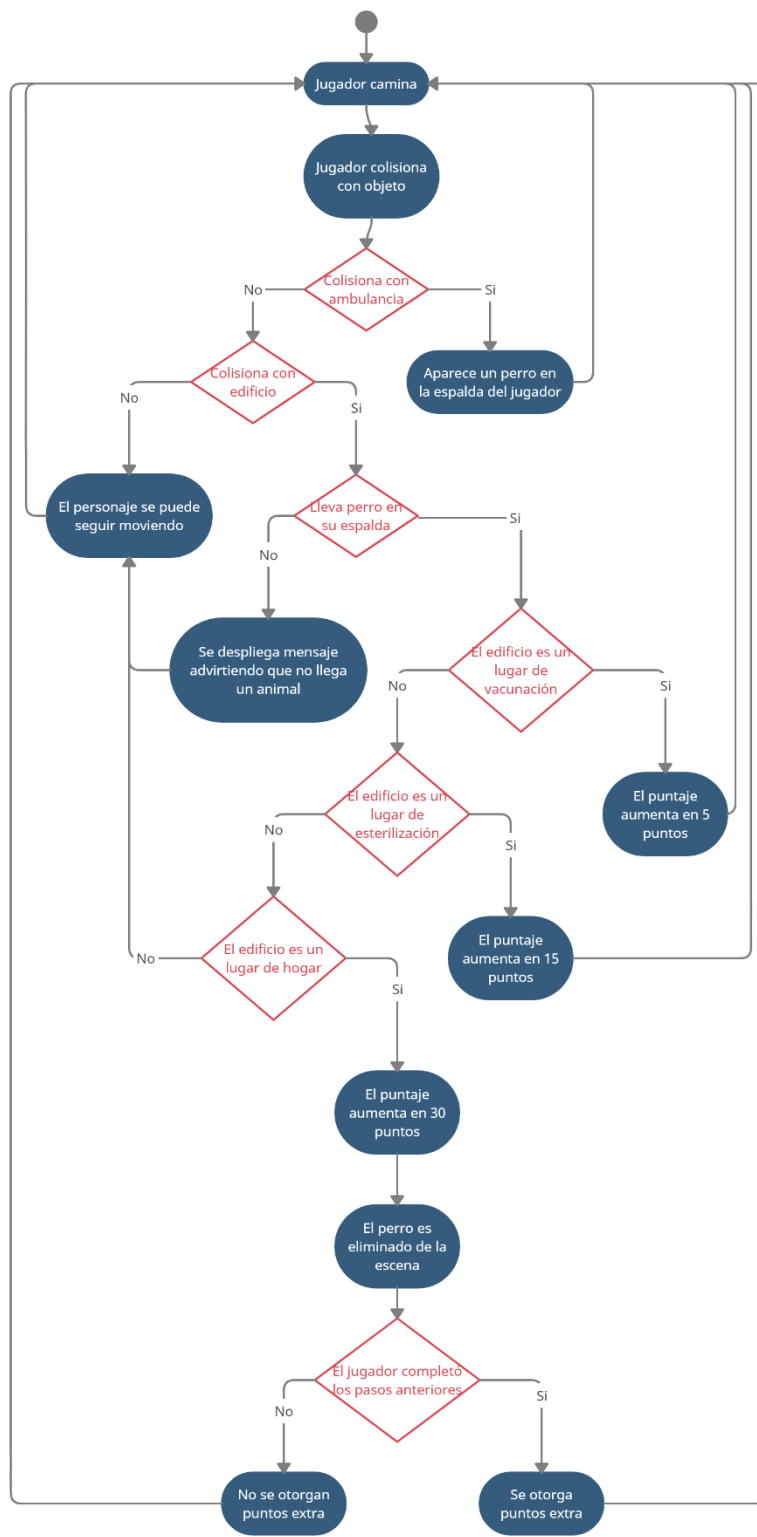 Jugador camina
Jugador colisiona
con objeto
Colisiona con
ambulancia
No
Si
Colisiona con
edificio
Aparece un perro en
la espalda del jugador
No
Si
El personaje se puede
seguir moviendo
Lleva perro en
su espalda
Si
No
Se despliega mensaje
advirtiendo que no llega
un animal
El edificio es un
lugar de
vacunación
No
Si
El edificio es un
lugar de
esterilización
El puntaje
aumenta en 5
puntos
No
Si
El edificio es un
lugar de hogar
El puntaje
aumenta en 15
puntos
No
Si
El puntaje
aumenta en 30
puntos
El perro es
eliminado de la
escena
El jugador completó
los pasos anteriores
No
Si
No se otorgan
puntos extra
Se otorga
puntos extra